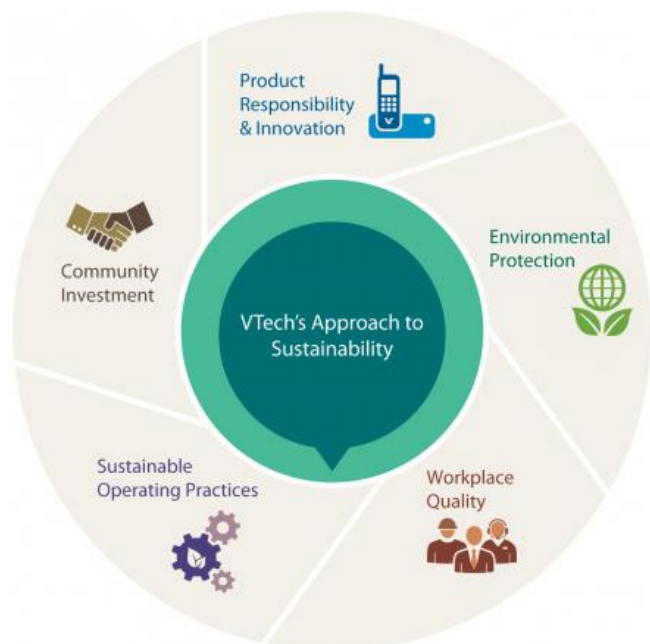 Product
Responsibility
& Innovation
Environmental
Protection
Workplace
Quality
Sustainable
Operating Practices
Community
Investment
VTech's Approach to
Sustainability